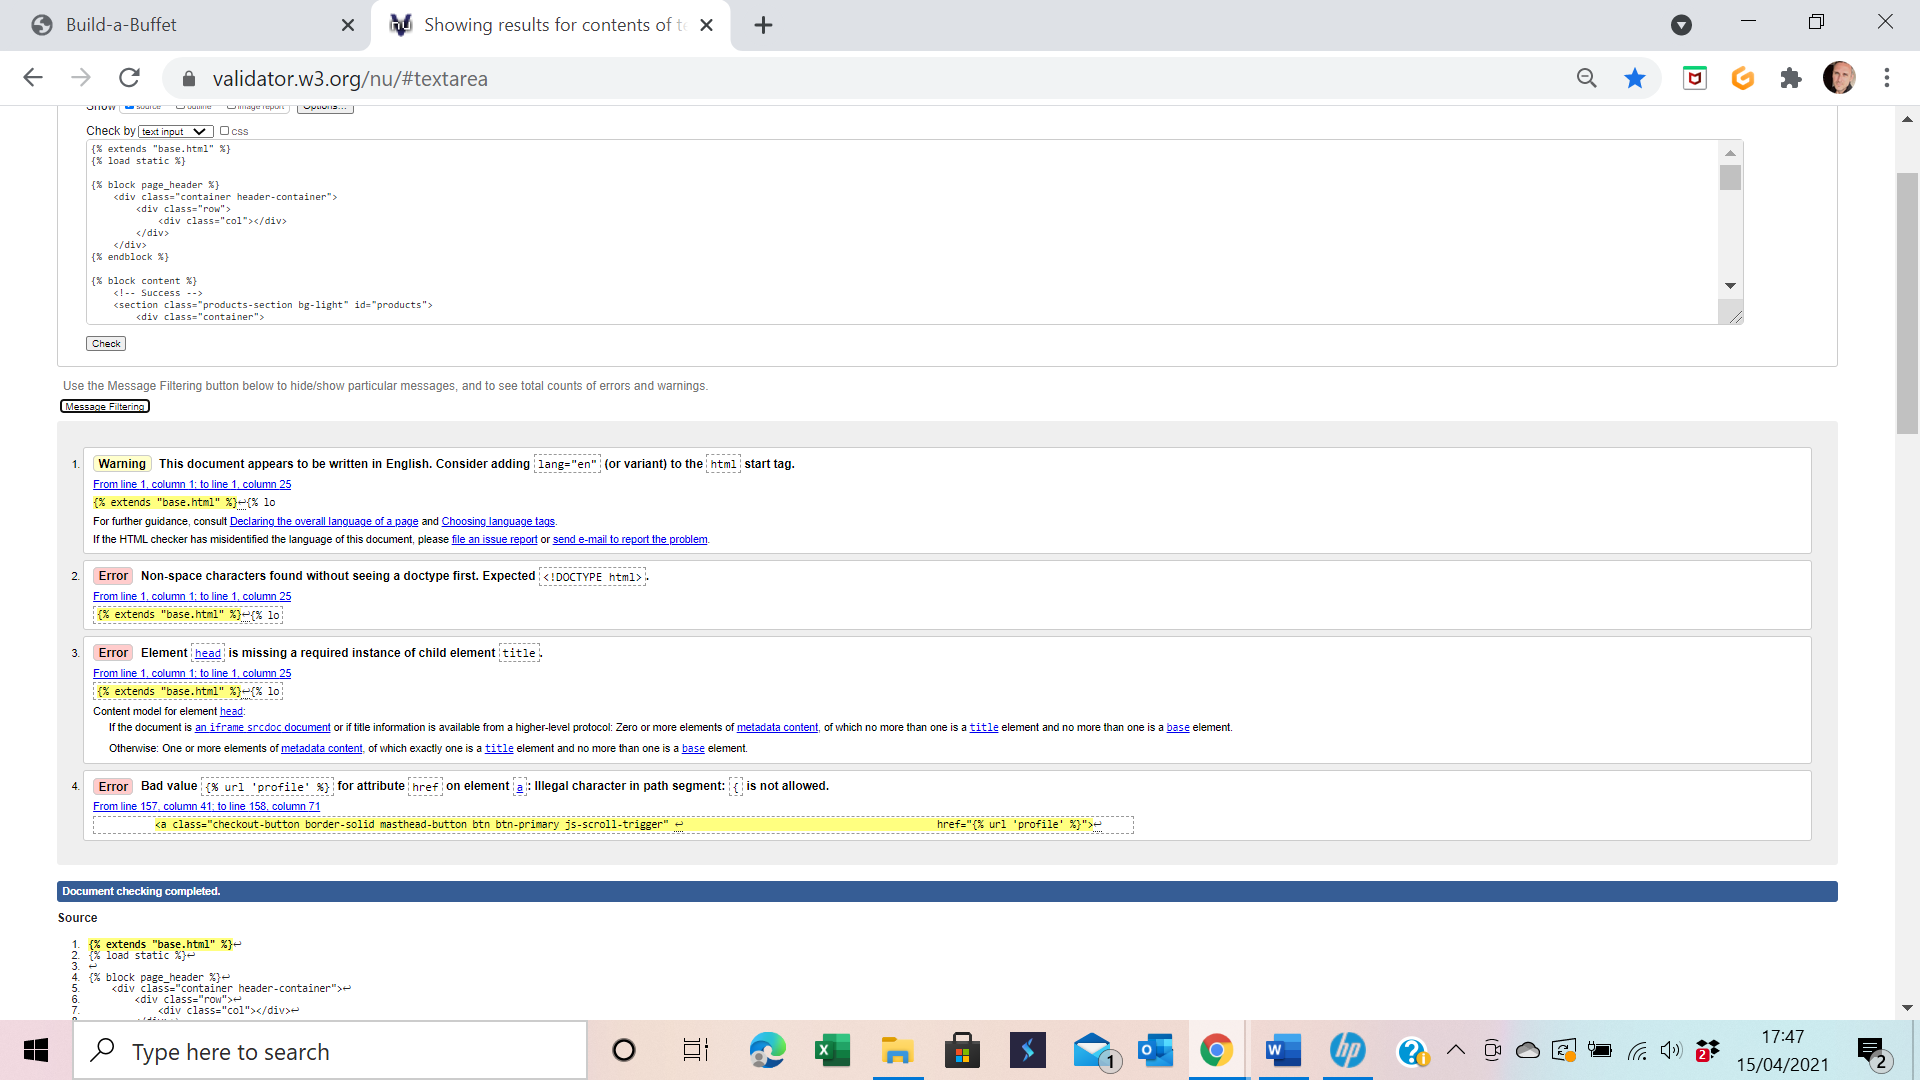 Build-a-Buffet
Showing results for contents of te
validator.w3.org/nu/#textarea
Show source outline image report Options...
Check by text input css
{% extends "base.html" %}
{% load static %}
{% block page_header %}
<div class="container header-container">
<div class="row">
<div class="col"></div>
</div>
</div>
{% endblock %}
{% block content %}
<!-- Success -->
<section class="products-section bg-light" id="products">
<div class="container">
Check
Use the Message Filtering button below to hide/show particular messages, and to see total counts of errors and warnings.
Message Filtering
1. Warning This document appears to be written in English. Consider adding lang="en" (or variant) to the html start tag.
From line 1, column 1; to line 1, column 25
{% extends "base.html" %}↩{% lo
For further guidance, consult Declaring the overall language of a page and Choosing language tags.
If the HTML checker has misidentified the language of this document, please file an issue report or send e-mail to report the problem.
2. Error Non-space characters found without seeing a doctype first. Expected <!DOCTYPE html>.
From line 1, column 1; to line 1, column 25
{% extends "base.html" %}↩{% lo
3. Error Element head is missing a required instance of child element title.
From line 1, column 1; to line 1, column 25
{% extends "base.html" %}↩{% lo
Content model for element head:
If the document is an iframe srcdoc document or if title information is available from a higher-level protocol: Zero or more elements of metadata content, of which no more than one is a title element and no more than one is a base element.
Otherwise: One or more elements of metadata content, of which exactly one is a title element and no more than one is a base element.
4. Error Bad value {% url 'profile' %} for attribute href on element a: Illegal character in path segment: { is not allowed.
From line 157, column 41; to line 158, column 71
<a class="checkout-button border-solid masthead-button btn btn-primary js-scroll-trigger" ↩ href="{% url 'profile' %}">↩
Document checking completed.
Source
1. {% extends "base.html" %}↩
2. {% load static %}↩
3. ↩
4. {% block page_header %}↩
5. <div class="container header-container">↩
6. <div class="row">↩
7. <div class="col"></div>↩
Type here to search
1
2
17:47
15/04/2021
2